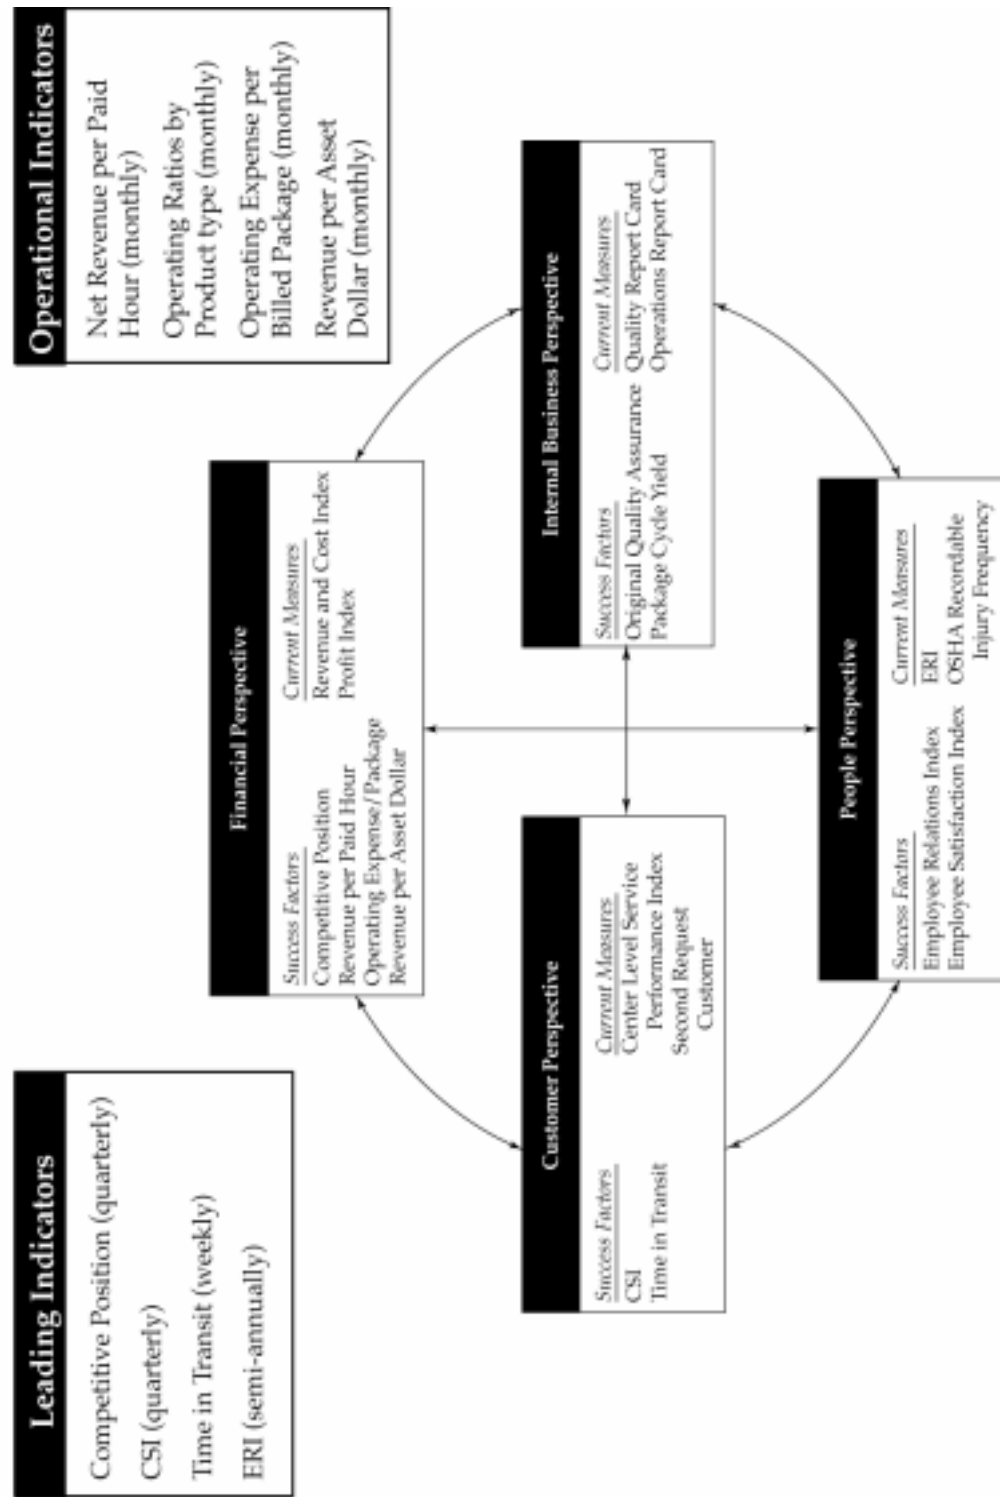 Leading Indicators
Competitive Position (quarterly)
CSI (quarterly)
Time in Transit (weekly)
ERI (semi-annually)
Operational Indicators
Net Revenue per Paid
Hour (monthly)
Operating Ratios by
Product type (monthly)
Operating Expense per
Billed Package (monthly)
Revenue per Asset
Dollar (monthly)
Financial Perspective
Success Factors
Competitive Position
Revenue per Paid Hour
Operating Expense/Package
Revenue per Asset Dollar
Current Measures
Revenue and Cost Index
Profit Index
Customer Perspective
Success Factors
CSI
Time in Transit
Current Measures
Center Level Service
Performance Index
Second Request
Customer
Internal Business Perspective
Success Factors
Original Quality Assurance
Package Cycle Yield
Current Measures
Quality Report Card
Operations Report Card
People Perspective
Success Factors
Employee Relations Index
Employee Satisfaction Index
Current Measures
ERI
OSHA Recordable
Injury Frequency